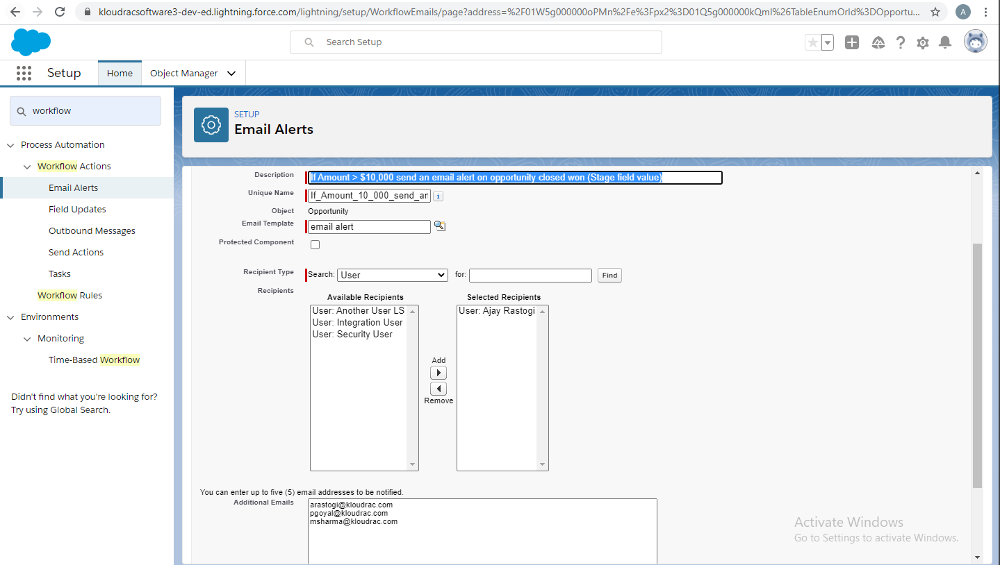 kloudracsoftware3-dev-ed.lightning.force.com/lightning/setup/WorkflowEmails/page?address=%2F01W5g000000oPMn%2Fe%3Fpx2%3D01Q5g000000kQml%26TableEnumOrId%3DOpportu...
A
Search Setup
Setup
Home
Object Manager
workflow
Process Automation
Workflow Actions
Email Alerts
Field Updates
Outbound Messages
Send Actions
Tasks
Workflow Rules
Environments
Monitoring
Time-Based Workflow
Didn't find what you're looking for?
Try using Global Search.
SETUP
Email Alerts
Description If Amount > $10,000 send an email alert on opportunity closed won (Stage field value)
Unique Name If_Amount_10_000_send_ar i
Object Opportunity
Email Template email alert
Protected Component
Recipient Type Search: User for: Find
Recipients
Available Recipients Selected Recipients
User: Another User LS User: Ajay Rastogi
User: Integration User
User: Security User
Add
Remove
You can enter up to five (5) email addresses to be notified.
Additional Emails arastogi@kloudrac.com
pgoyal@kloudrac.com
msharma@kloudrac.com
Activate Windows
Go to Settings to activate Windows.